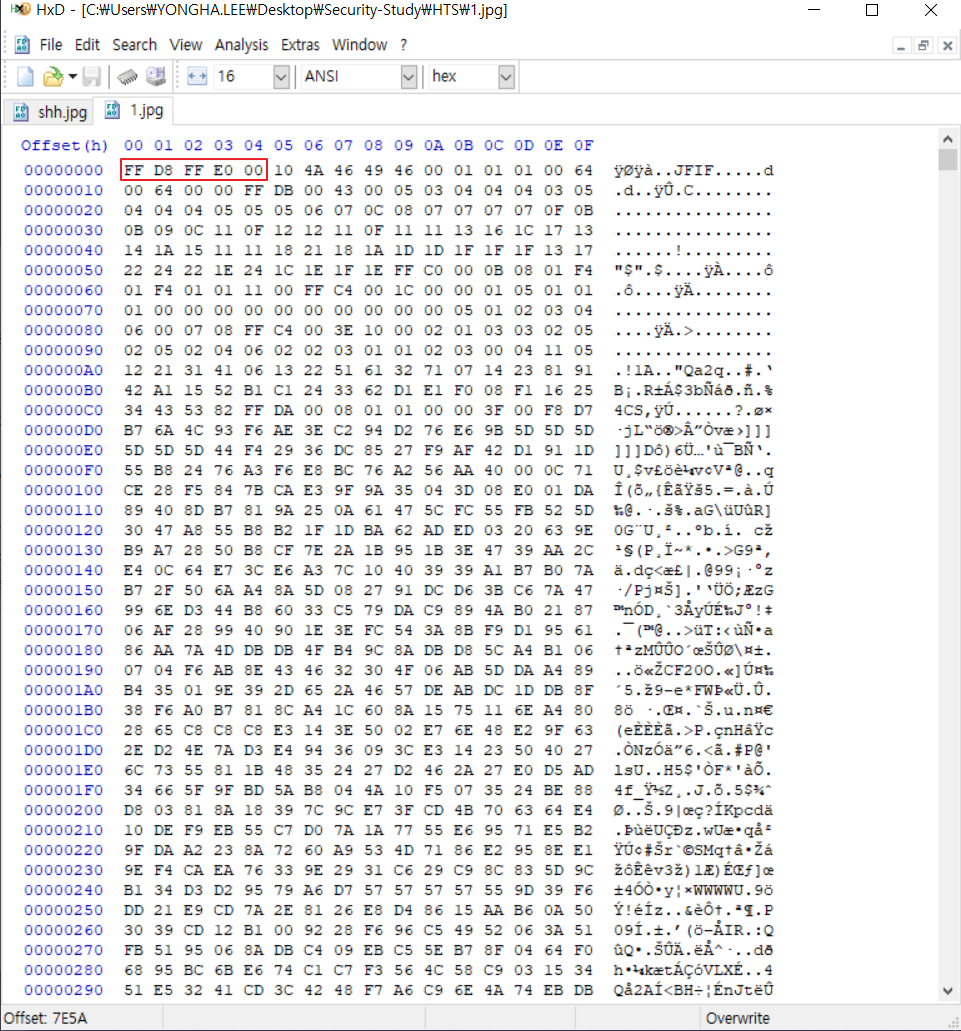 HxD - [C:₩Users₩YONGHA.LEE₩Desktop₩Security-Study₩HTS₩1.jpg]
File Edit Search View Analysis Extras Window ?
16 ANSI hex
shh.jpg 1.jpg
Offset(h) 00 01 02 03 04 05 06 07 08 09 0A 0B 0C 0D 0E 0F
00000000 FF D8 FF E0 00 10 4A 46 49 46 00 01 01 01 00 64 ÿØÿà..JFIF.....d
00000010 00 64 00 00 FF DB 00 43 00 05 03 04 04 04 03 05 .d..ÿÛ.C........
00000020 04 04 04 05 05 05 06 07 0C 08 07 07 07 07 0F 0B ................
00000030 0B 09 0C 11 0F 12 12 11 0F 11 11 13 16 1C 17 13 ................
00000040 14 1A 15 11 11 18 21 18 1A 1D 1D 1F 1F 1F 13 17 ......!.........
00000050 22 24 22 1E 24 1C 1E 1F 1E FF C0 00 0B 08 01 F4 "$".$....ÿÀ....ô
00000060 01 F4 01 01 11 00 FF C4 00 1C 00 00 01 05 01 01 .ô....ÿÄ........
00000070 01 00 00 00 00 00 00 00 00 00 00 05 01 02 03 04 ................
00000080 06 00 07 08 FF C4 00 3E 10 00 02 01 03 03 02 05 ....ÿÄ.>........
00000090 02 05 02 04 06 02 02 03 01 01 02 03 00 04 11 05 ................
000000A0 12 21 31 41 06 13 22 51 61 32 71 07 14 23 81 91 .!1A.."Qa2q..#.‘
000000B0 42 A1 15 52 B1 C1 24 33 62 D1 E1 F0 08 F1 16 25 B¡.R±Á$3bÑáð.ñ.%
000000C0 34 43 53 82 FF DA 00 08 01 01 00 00 3F 00 F8 D7 4CS‚ÿÚ......?.ø×
000000D0 B7 6A 4C 93 F6 AE 3E C2 94 D2 76 E6 9B 5D 5D 5D ·jL“ö®>Â”Òvæ›]]]
000000E0 5D 5D 5D 44 F4 29 36 DC 85 27 F9 AF 42 D1 91 1D ]]]Dô)6Ü…'ù¯BÑ‘.
000000F0 55 B8 24 76 A3 F6 E8 BC 76 A2 56 AA 40 00 0C 71 U¸$v£öè¼v¢Vª@..q
00000100 CE 28 F5 84 7B CA E3 9F 9A 35 04 3D 08 E0 01 DA Î(õ„{ÊãŸš5.=.à.Ú
00000110 89 40 8D B7 81 9A 25 0A 61 47 5C FC 55 FB 52 5D ‰@.·.š%.aG\üUûR]
00000120 30 47 A8 55 B8 B2 1F 1D BA 62 AD ED 03 20 63 9E 0G¨U¸²..ºb.í. cž
00000130 B9 A7 28 50 B8 CF 7E 2A 1B 95 1B 3E 47 39 AA 2C ¹§(P¸Ï~*.•.>G9ª,
00000140 E4 0C 64 E7 3C E6 A3 7C 10 40 39 39 A1 B7 B0 7A ä.dç<æ£|.@99¡·°z
00000150 B7 2F 50 6A A4 8A 5D 08 27 91 DC D6 3B C6 7A 47 ·/Pj¤Š].'‘ÜÖ;ÆzG
00000160 99 6E D3 44 B8 60 33 C5 79 DA C9 89 4A B0 21 87 ™nÓD¸`3ÅyÚÉ‰J°!‡
00000170 06 AF 28 99 40 90 1E 3E FC 54 3A 8B F9 D1 95 61 .¯(™@..>üT:‹ùÑ•a
00000180 86 AA 7A 4D DB DB 4F B4 9C 8A DB D8 5C A4 B1 06 †ªzMÛÛO´œŠÛØ\¤±.
00000190 07 04 F6 AB 8E 43 46 32 30 4F 06 AB 5D DA A4 89 ..ö«ŽCF20O.«]Ú¤‰
000001A0 B4 35 01 9E 39 2D 65 2A 46 57 DE AB DC 1D DB 8F ´5.ž9-e*FWÞ«Ü.Û.
000001B0 38 F6 A0 B7 81 8C A4 1C 60 8A 15 75 11 6E A4 80 8ö ·.Œ¤.`Š.u.n¤€
000001C0 28 65 C8 C8 C8 E3 14 3E 50 02 E7 6E 48 E2 9F 63 (eÈÈÈã.>P.çnHâŸc
000001D0 2E D2 4E 7A D3 E4 94 36 09 3C E3 14 23 50 40 27 .ÒNzÓä”6.<ã.#P@'
000001E0 6C 73 55 81 1B 48 35 24 27 D2 46 2A 27 E0 D5 AD lsU..H5$'ÒF*'àÕ.
000001F0 34 66 5F 9F BD 5A B8 04 4A 10 F5 07 35 24 BE 88 4f_Ÿ½Z¸.J.õ.5$¾ˆ
00000200 D8 03 81 8A 18 39 7C 9C E7 3F CD 4B 70 63 64 E4 Ø..Š.9|œç?ÍKpcdä
00000210 10 DE F9 EB 55 C7 D0 7A 1A 77 55 E6 95 71 E5 B2 .ÞùëUÇÐz.wUæ•qå²
00000220 9F DA A2 23 8A 72 60 A9 53 4D 71 86 E2 95 8E E1 ŸÚ¢#Šr`©SMq†â•Žá
00000230 9E F4 CA EA 76 33 9E 29 31 C6 29 C9 8C 83 5D 9C žôÊêv3ž)1Æ)ÉŒƒ]œ
00000240 B1 34 D3 D2 95 79 A6 D7 57 57 57 57 55 9D 39 F6 ±4ÓÒ•y¦×WWWWU.9ö
00000250 DD 21 E9 CD 7A 2E 81 26 E8 D4 86 15 AA B6 0A 50 Ý!éÍz..&èÔ†.ª¶.P
00000260 30 39 CD 12 B1 00 92 28 F6 96 C5 49 52 06 3A 51 09Í.±.’(ö–ÅIR.:Q
00000270 FB 51 95 06 8A DB C4 09 EB C5 5E B7 8F 04 64 F0 ûQ•.ŠÛÄ.ëÅ^·..dð
00000280 68 95 BC 6B E6 74 C1 C7 F3 56 4C 58 C9 03 15 34 h•¼kætÁÇóVLXÉ..4
00000290 51 E5 32 41 CD 3C 42 48 F7 A6 C9 6E 4A 74 EB DB Qå2AÍ<BH÷¦ÉnJtëÛ
Offset: 7E5A Overwrite